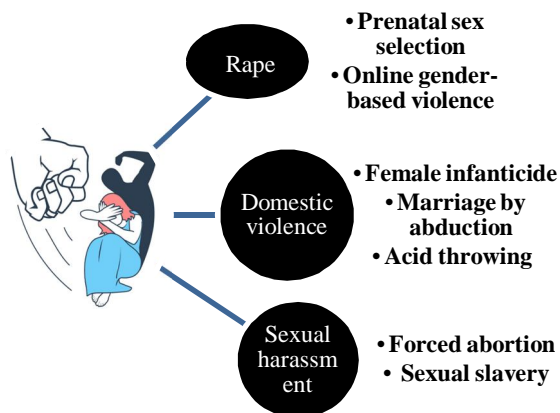 Rape
• Prenatal sex
selection
• Online gender-
based violence
Domestic
violence
• Female infanticide
• Marriage by
abduction
• Acid throwing
Sexual
harassm
ent
• Forced abortion
• Sexual slavery